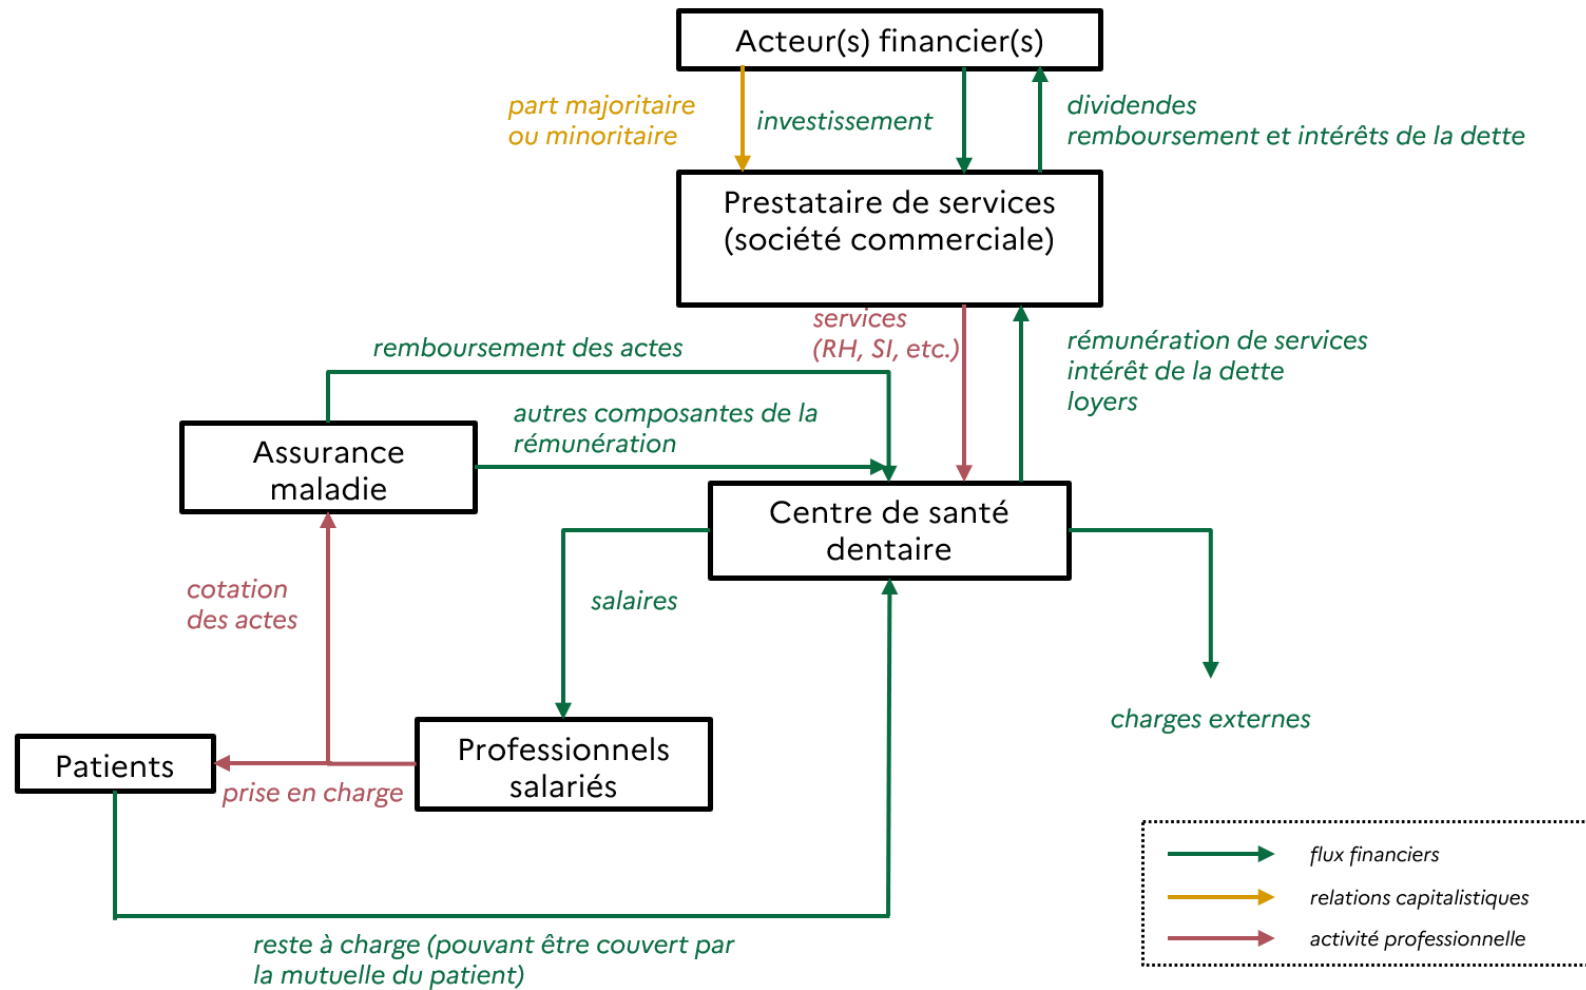 Acteur(s) financier(s)
part majoritaire
ou minoritaire
investissement
dividendes
remboursement et intérêts de la dette
Prestataire de services
(société commerciale)
services
(RH, SI, etc.)
rémunération de services
intérêt de la dette
loyers
remboursement des actes
autres composantes de la
rémunération
Assurance
maladie
Centre de santé
dentaire
cotation
des actes
salaires
charges externes
Patients
prise en charge
Professionnels
salariés
reste à charge (pouvant être couvert par
la mutuelle du patient)
flux financiers
relations capitalistiques
activité professionnelle